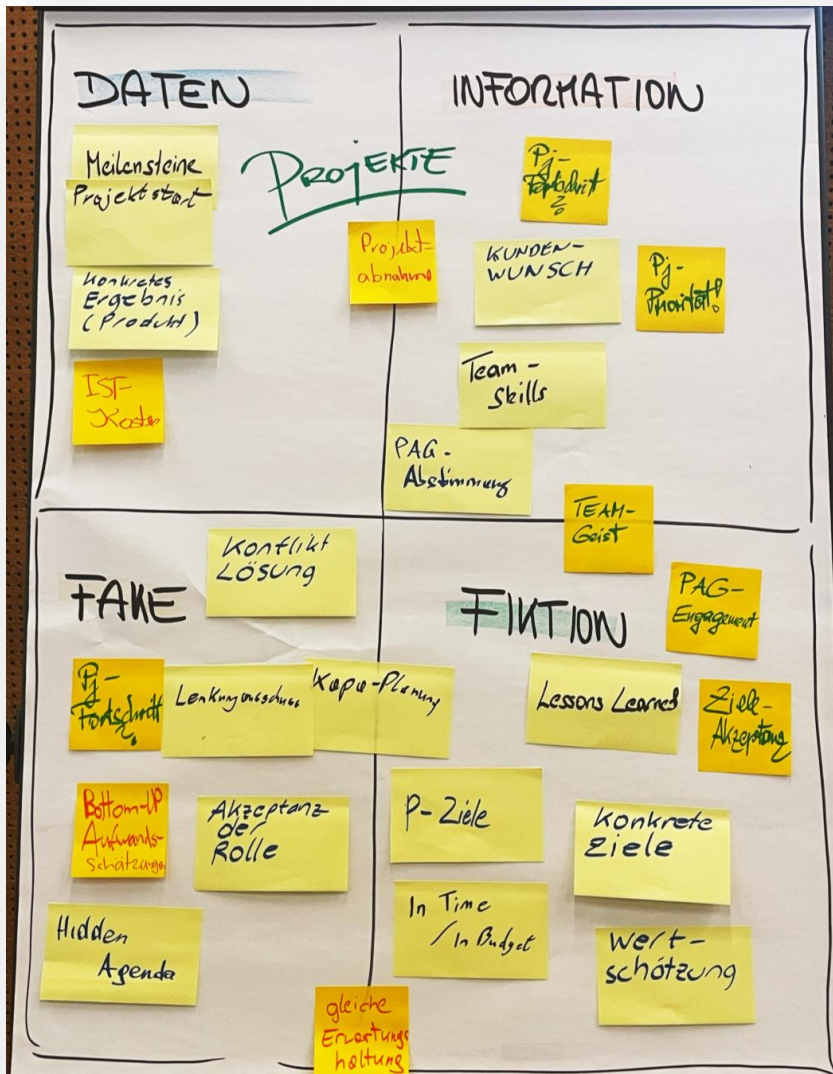 DATEN
PROJEKTE
Meilensteine
Projektstart
Konkretes
Ergebnis
(Produkt)
IST-
Kosten
Projekt-
abnahme
INFORMATION
Pj-
Fortschritt
?
KUNDEN-
WUNSCH
Pj-
Priorität!
Team-
Skills
PAG-
Abstimmung
TEAM-
Geist
FAKE
Konflikt
LÖSUNG
Pj-
Fortschritt
?
Lenkungsausschuss
Kapa-Planung
Bottom-UP
Aufwands-
schätzungen
Akzeptanz
der
Rolle
Hidden
Agenda
gleiche
Erwartungs
haltung
FIKTION
PAG-
Engagement
Lessons Learned
Ziele-
Akzeptanz
P-Ziele
Konkrete
Ziele
In Time
/In Budget
Wert-
schätzung